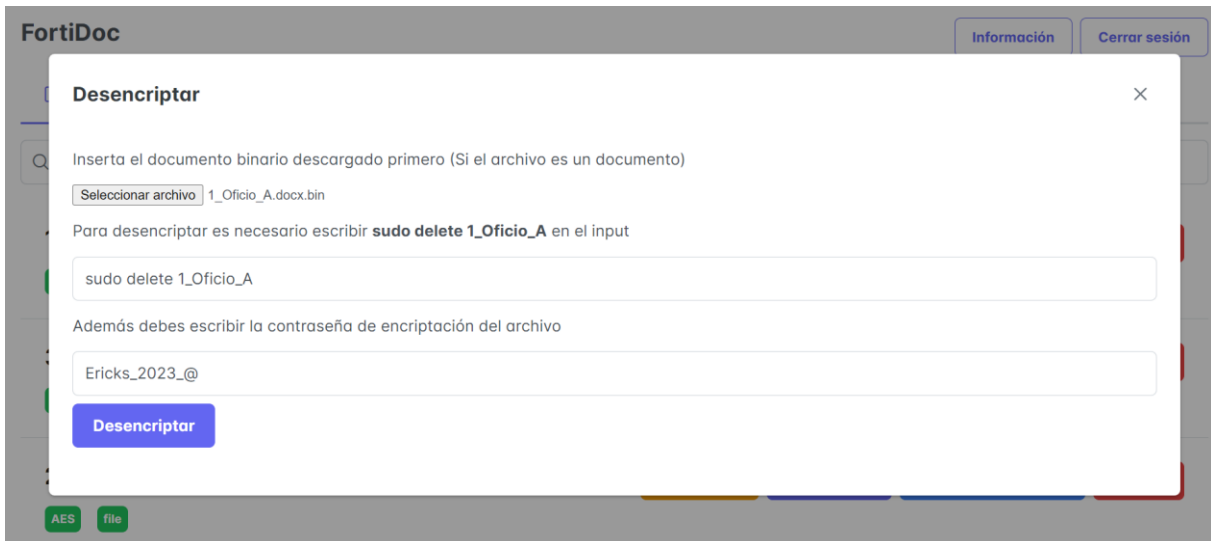 FortiDoc
Información
Cerrar sesión
Desencriptar
Inserta el documento binario descargado primero (Si el archivo es un documento)
Seleccionar archivo 1_Oficio_A.docx.bin
Para desencriptar es necesario escribir sudo delete 1_Oficio_A en el input
sudo delete 1_Oficio_A
Además debes escribir la contraseña de encriptación del archivo
Ericks_2023_@
Desencriptar
AES
file